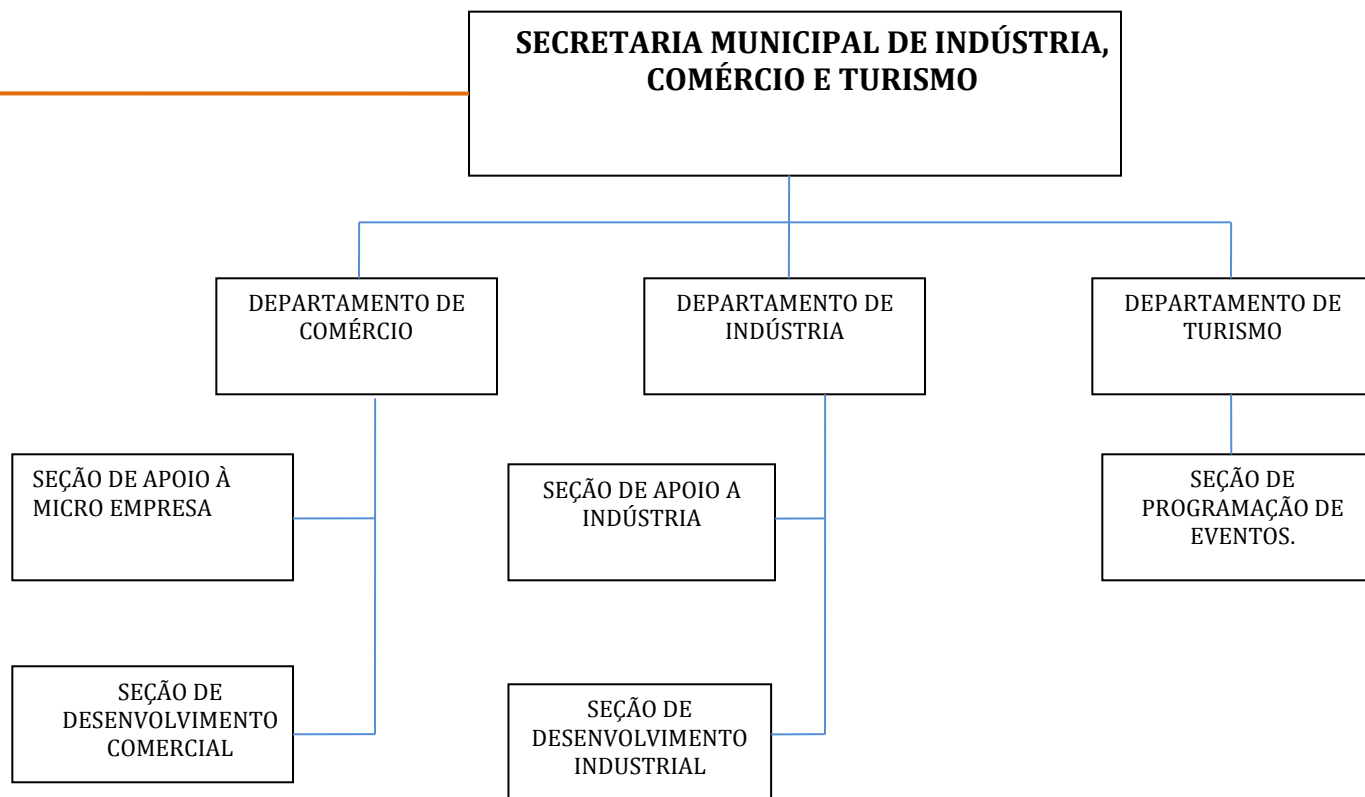 SECRETARIA MUNICIPAL DE INDÚSTRIA,
COMÉRCIO E TURISMO
DEPARTAMENTO DE
COMÉRCIO
DEPARTAMENTO DE
INDÚSTRIA
DEPARTAMENTO DE
TURISMO
SEÇÃO DE APOIO À
MICRO EMPRESA
SEÇÃO DE APOIO A
INDÚSTRIA
SEÇÃO DE
PROGRAMAÇÃO DE
EVENTOS.
SEÇÃO DE
DESENVOLVIMENTO
COMERCIAL
SEÇÃO DE
DESENVOLVIMENTO
INDUSTRIAL